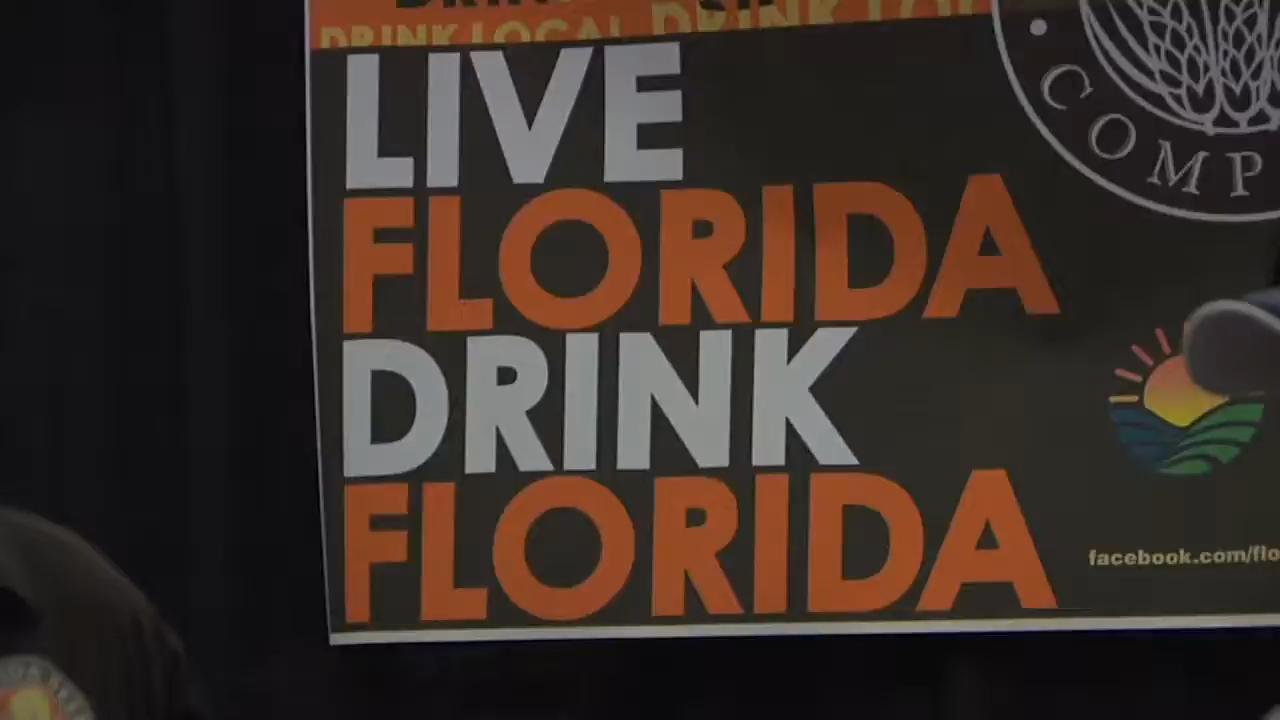 DRINK LOCAL DRINK
LIVE
FLORIDA
DRINK
FLORIDA
COMP
facebook.com/flo